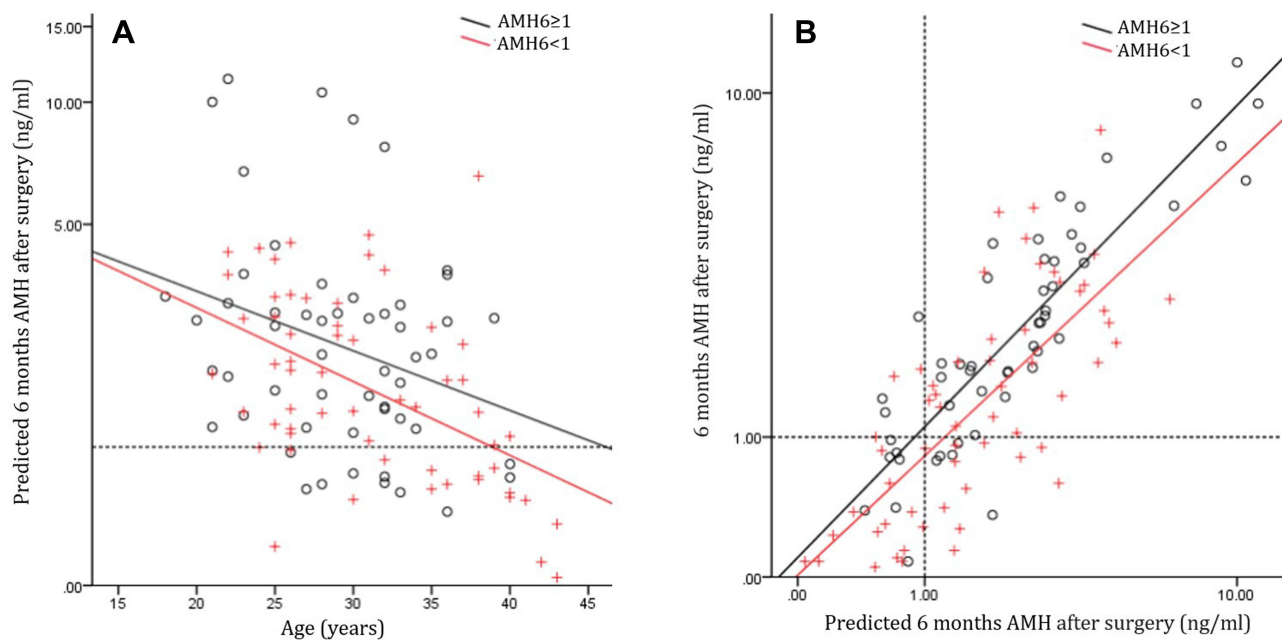 A
AMH6≥1
AMH6<1
15.00
10.00
5.00
.00
Predicted 6 months AMH after surgery (ng/ml)
15 20 25 30 35 40 45
Age (years)
B
AMH6≥1
AMH6<1
10.00
1.00
.00
6 months AMH after surgery (ng/ml)
.00 1.00 10.00
Predicted 6 months AMH after surgery (ng/ml)